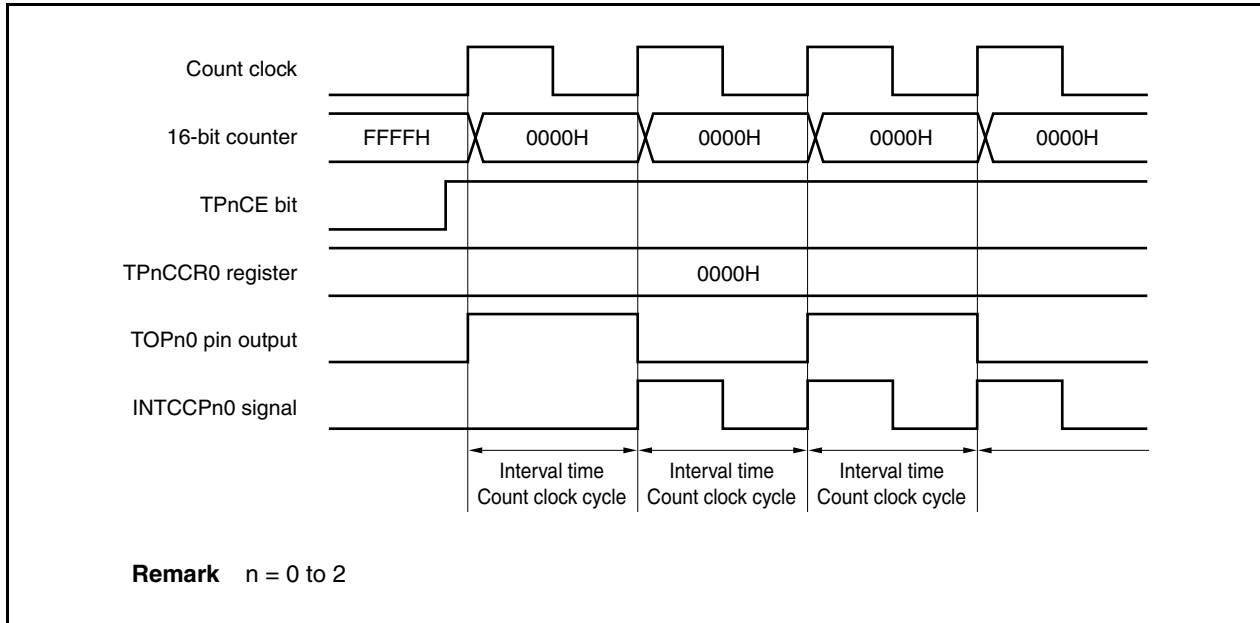 Count clock
16-bit counter
FFFFH
0000H
0000H
0000H
0000H
TPnCE bit
TPnCCR0 register
0000H
TOPn0 pin output
INTCCPn0 signal
Interval time
Count clock cycle
Interval time
Count clock cycle
Interval time
Count clock cycle
Remark n = 0 to 2